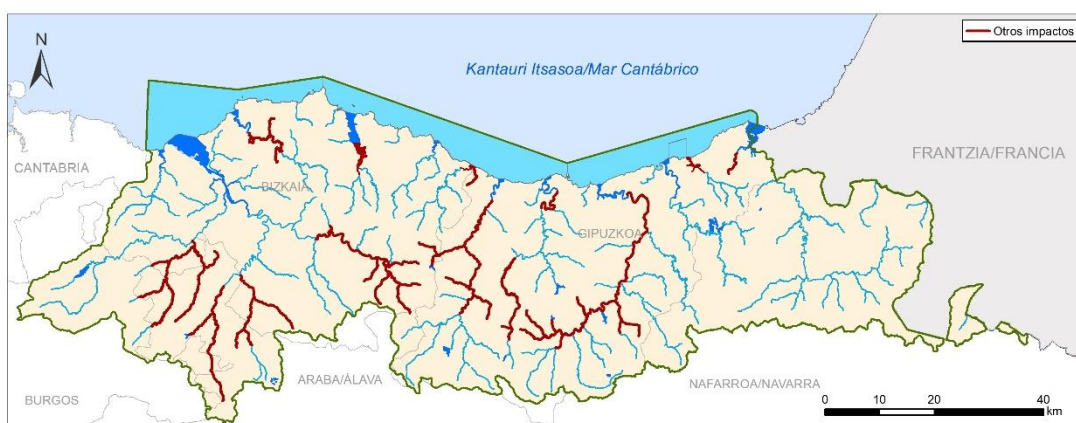 N
Otros impactos
Kantauri Itsasoa/Mar Cantábrico
CANTABRIA
FRANTZIA/FRANCIA
BIZKAIA
GIPUZKOA
ARABA/ÁLAVA
NAFARROA/NAVARRA
BURGOS
0 10 20 40
km